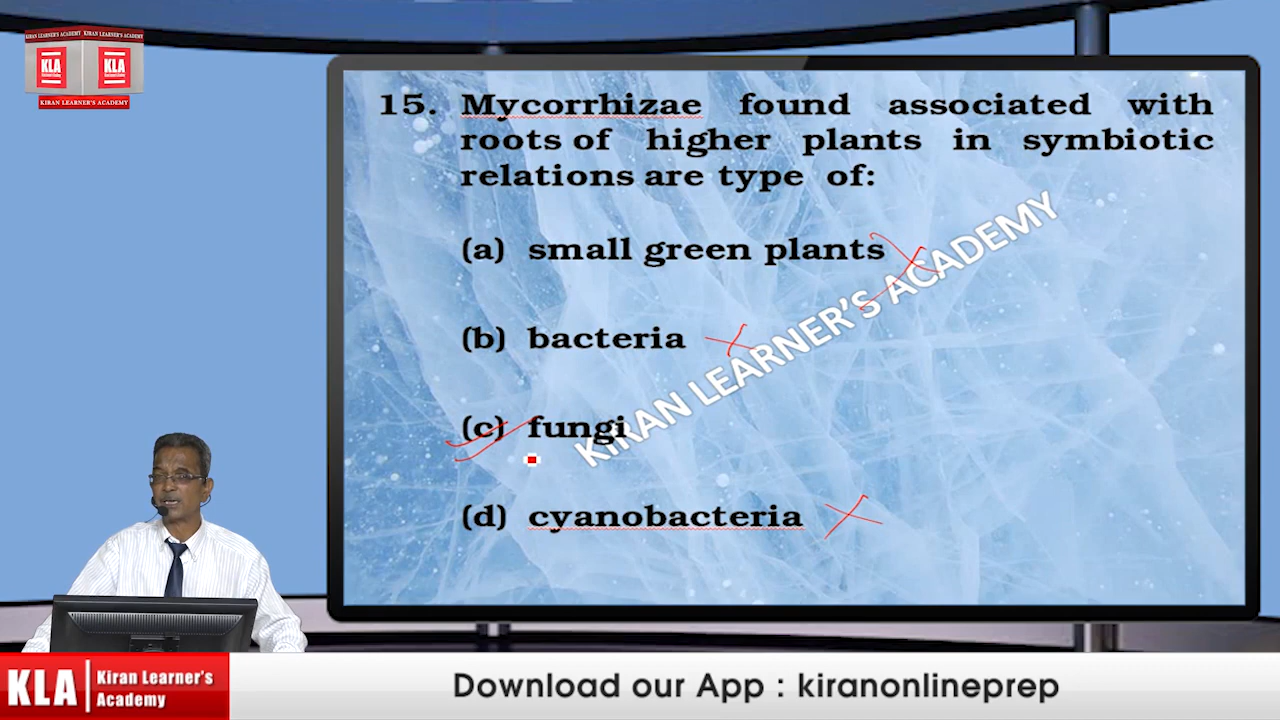 KIRAN LEARNER'S ACADEMY KIRAN LEARNER'S ACADEMY
KLA KLA
KIRAN LEARNER'S ACADEMY
15. Mycorrhizae found associated with
roots of higher plants in symbiotic
relations are type of:
(a) small green plants
(b) bacteria
(c) fungi
(d) cyanobacteria
KIRAN LEARNER'S ACADEMY
KLA Kiran Learner's
Academy
Download our App : kiranonlineprep